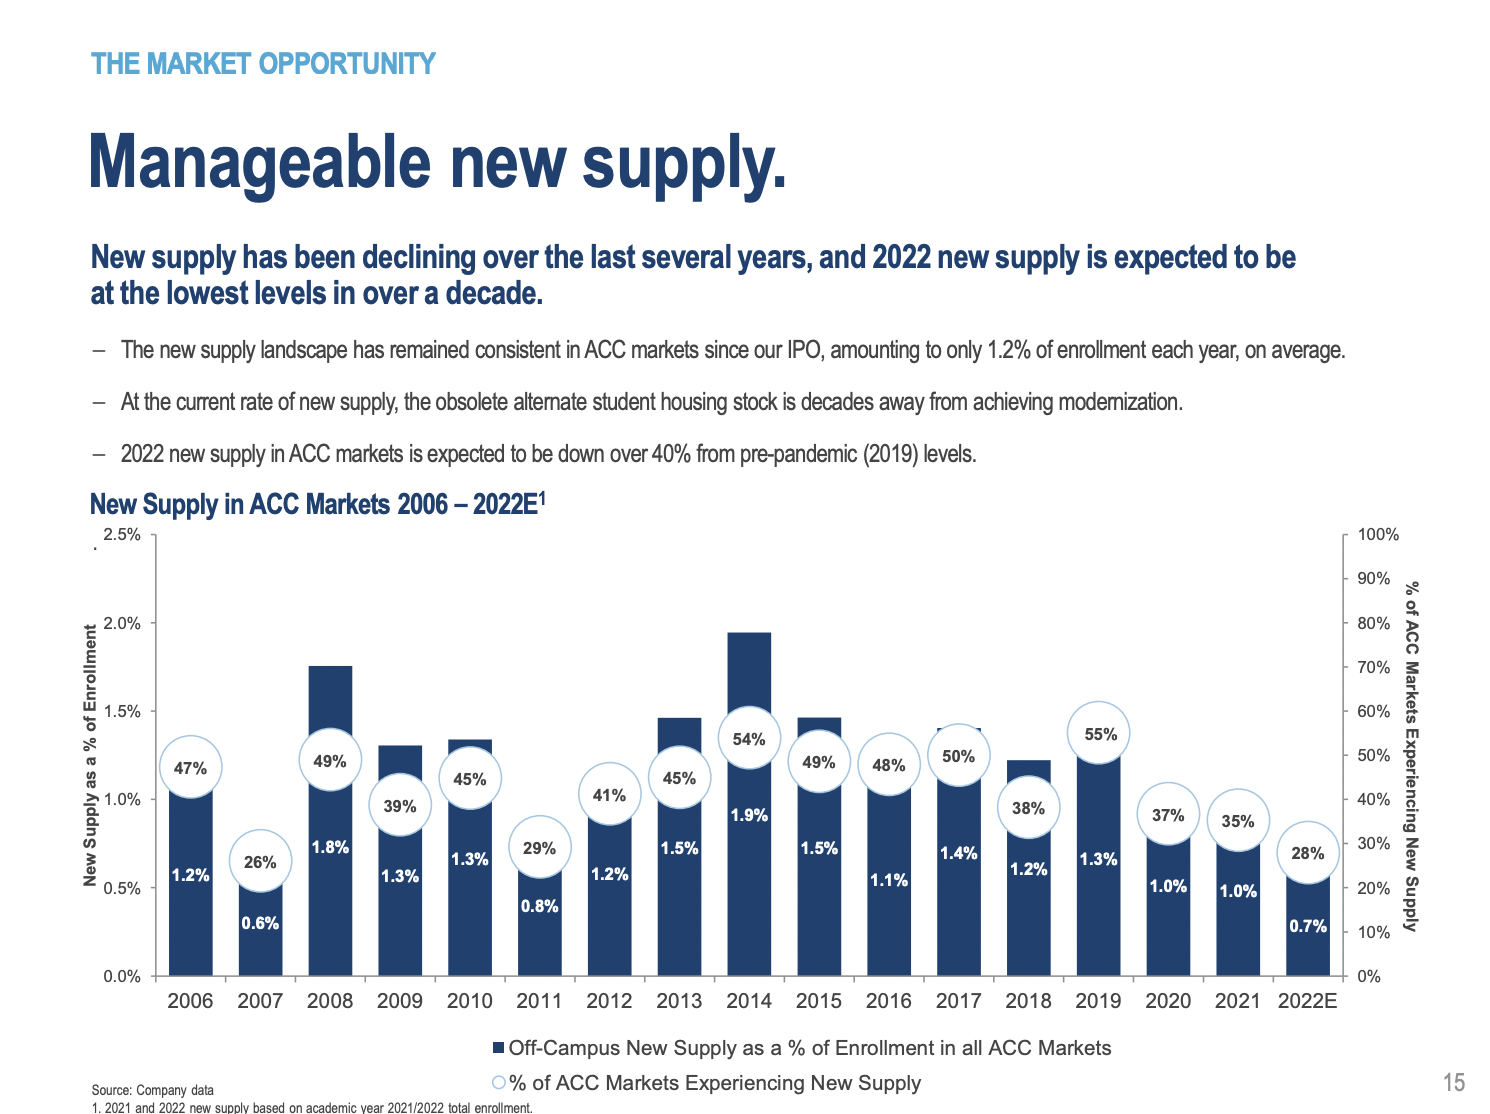 THE MARKET OPPORTUNITY
Manageable new supply.
New supply has been declining over the last several years, and 2022 new supply is expected to be
at the lowest levels in over a decade.
– The new supply landscape has remained consistent in ACC markets since our IPO, amounting to only 1.2% of enrollment each year, on average.
– At the current rate of new supply, the obsolete alternate student housing stock is decades away from achieving modernization.
– 2022 new supply in ACC markets is expected to be down over 40% from pre-pandemic (2019) levels.
New Supply in ACC Markets 2006 – 2022E¹
.
New Supply as a % of Enrollment
2.5%
2.0%
1.5%
1.0%
0.5%
0.0%
47% 26% 49% 39% 45% 29% 41% 45% 54% 49% 48% 50% 38% 55% 37% 35% 28%
1.2% 0.6% 1.8% 1.3% 1.3% 0.8% 1.2% 1.5% 1.9% 1.5% 1.1% 1.4% 1.2% 1.3% 1.0% 1.0% 0.7%
2006 2007 2008 2009 2010 2011 2012 2013 2014 2015 2016 2017 2018 2019 2020 2021 2022E
100%
90%
80%
70%
60%
50%
40%
30%
20%
10%
0%
% of ACC Markets Experiencing New Supply
Off-Campus New Supply as a % of Enrollment in all ACC Markets
% of ACC Markets Experiencing New Supply
Source: Company data
1. 2021 and 2022 new supply based on academic year 2021/2022 total enrollment.
15